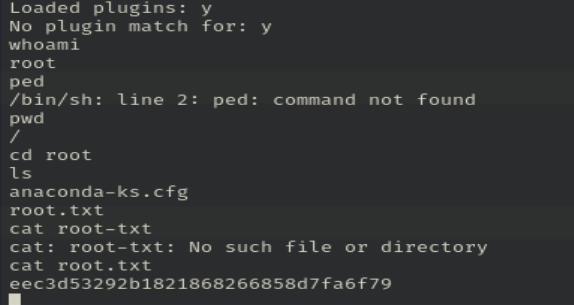 Loaded plugins: y
No plugin match for: y
whoami
root
ped
/bin/sh: line 2: ped: command not found
pwd
/
cd root
ls
anaconda-ks.cfg
root.txt
cat root-txt
cat: root-txt: No such file or directory
cat root.txt
eec3d53292b1821868266858d7fa6f79